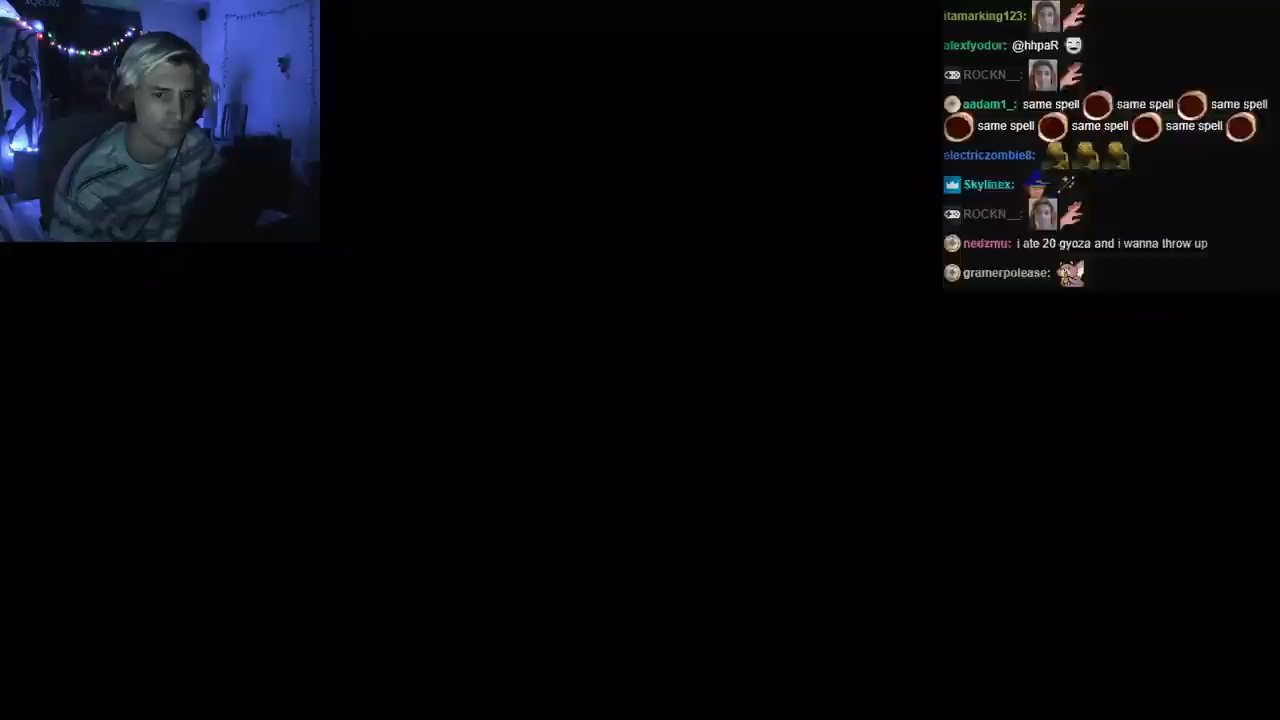 XQCOW
itamarking123:
alexfyodor: @hhpaR
ROCKN__:
aadam1_: same spell same spell same spell
same spell same spell same spell
electriczombie8:
Skylinex:
ROCKN__:
nedzmu: i ate 20 gyoza and i wanna throw up
gramerpolease: